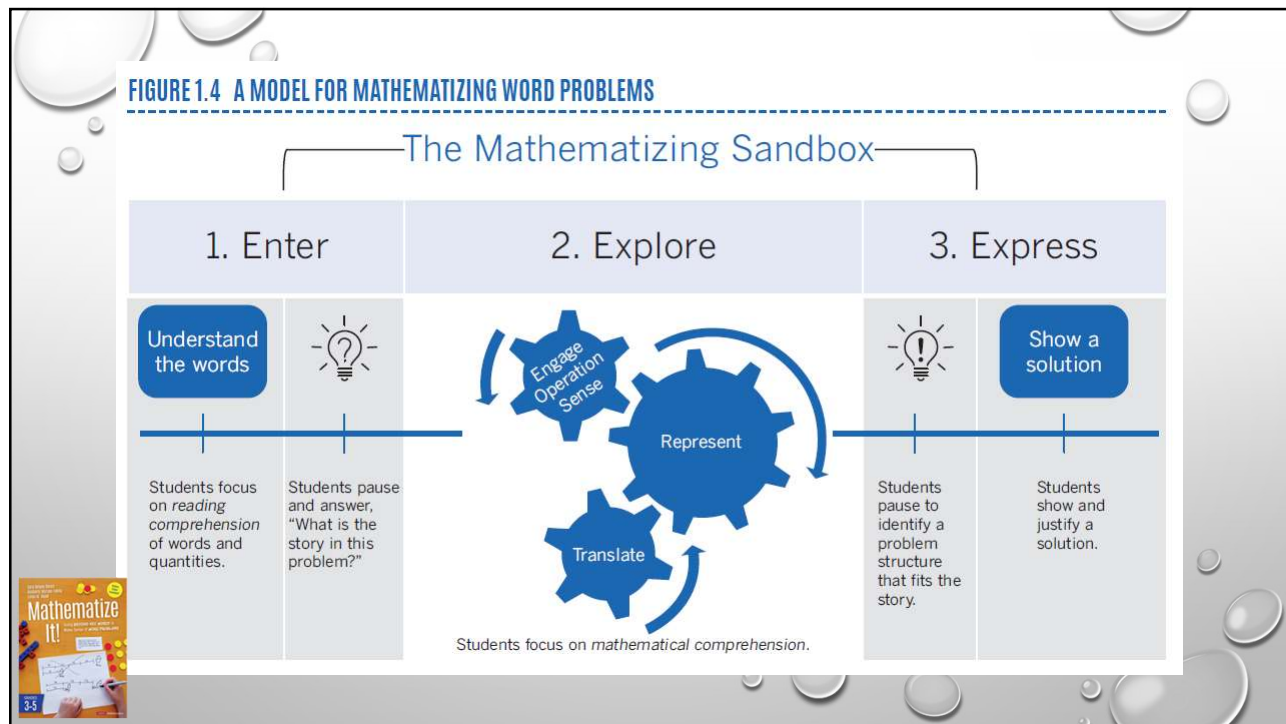 FIGURE 1.4 A MODEL FOR MATHEMATIZING WORD PROBLEMS
The Mathematizing Sandbox
1. Enter
2. Explore
3. Express
Understand
the words
?
Engage
Operation
Sense
Represent
Translate
!
Show a
solution
Students focus
on reading
comprehension
of words and
quantities.
Students pause
and answer,
“What is the
story in this
problem?”
Students focus on mathematical comprehension.
Students
pause to
identify a
problem
structure
that fits the
story.
Students
show and
justify a
solution.
Mathematize
It!
GRADES
3-5